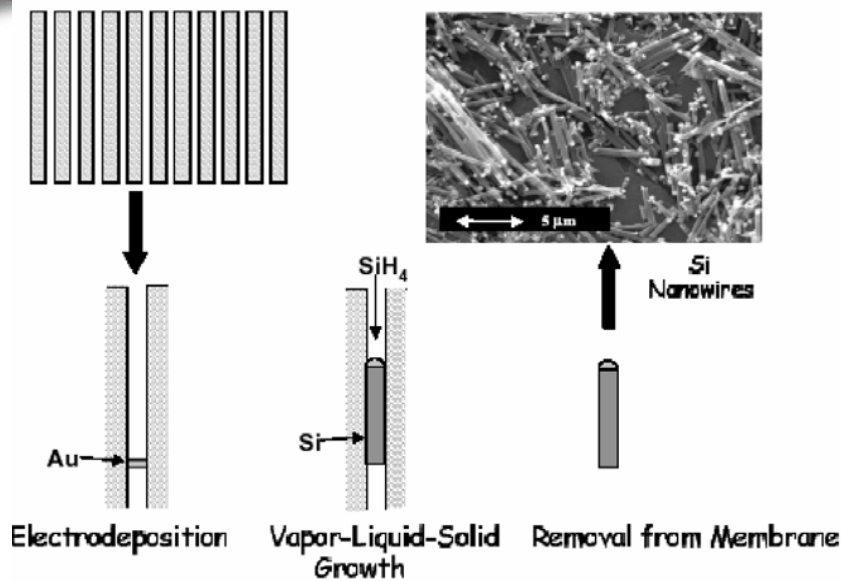 5 µm
SiH4
Si
Nanowires
Si
Au
Electrodeposition
Vapor-Liquid-Solid
Growth
Removal from Membrane